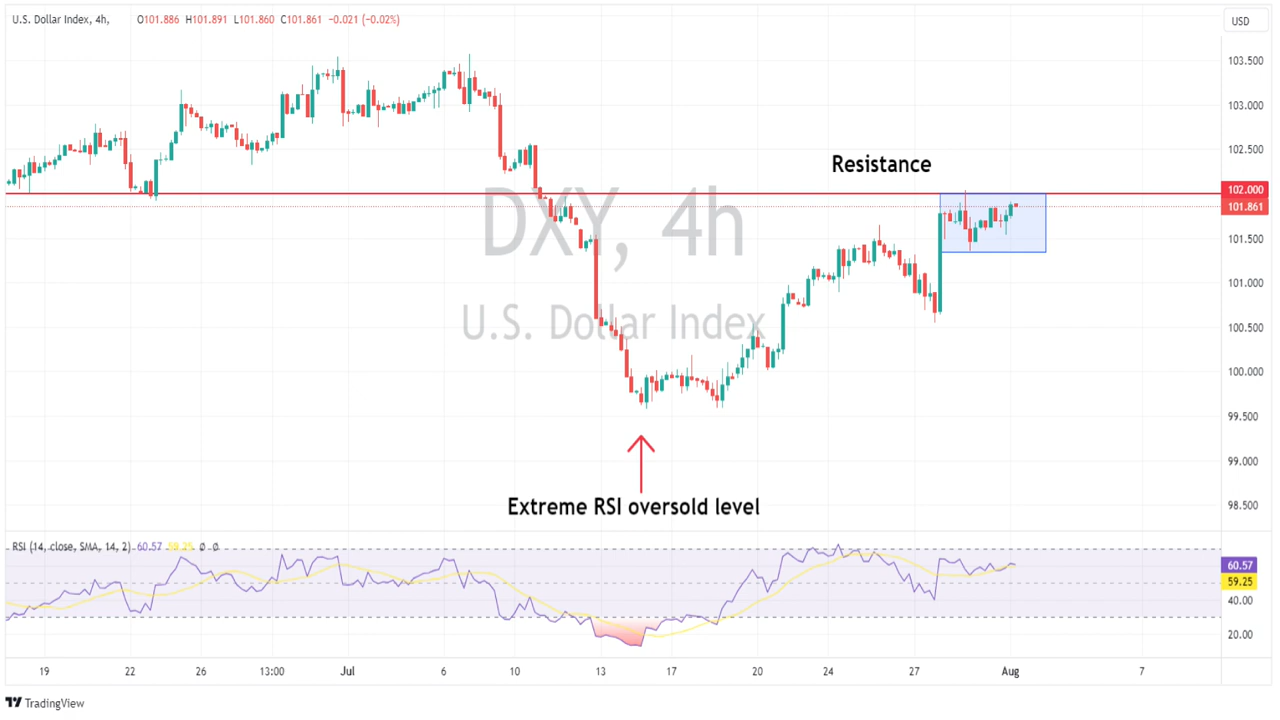 U.S. Dollar Index, 4h, O101.886 H101.891 L101.860 C101.861 -0.021 (-0.02%)
USD
103.500
103.000
102.500
Resistance
102.000
101.861
DXY, 4h
101.500
101.000
U.S. Dollar Index
100.500
100.000
99.500
99.000
Extreme RSI oversold level
98.500
RSI (14, close, SMA, 14, 2) 60.57 59.25 Ø Ø
60.57
59.25
40.00
20.00
19 22 26 13:00 Jul 6 10 13 17 20 24 27 Aug 7
TradingView